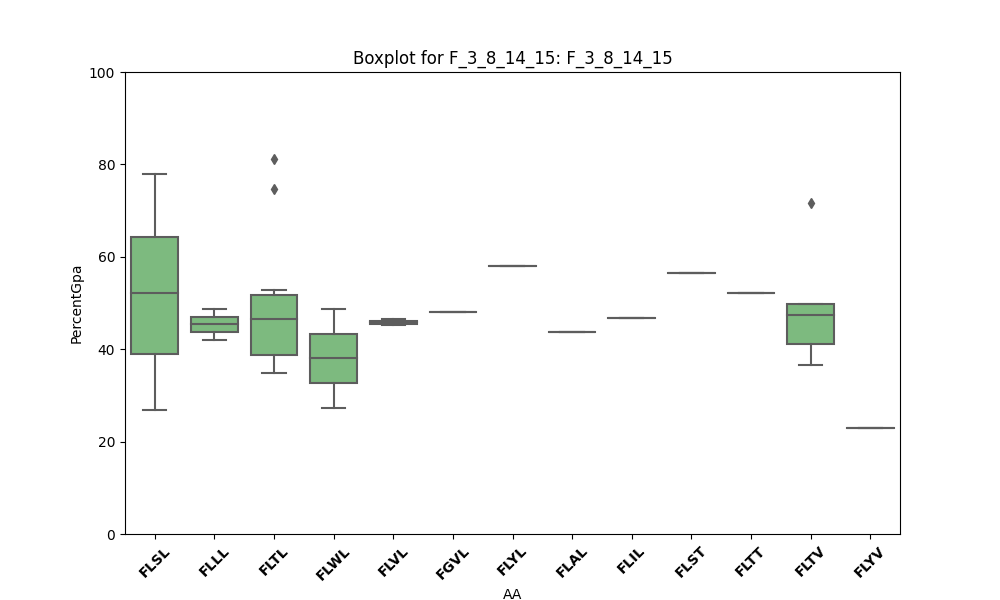 Boxplot for F_3_8_14_15: F_3_8_14_15
100
80
60
40
20
0
PercentGpa
FLSL FLLL FLTL FLWL FLVL FGVL FLYL FLAL FLIL FLST FLTT FLTV FLYV
AA